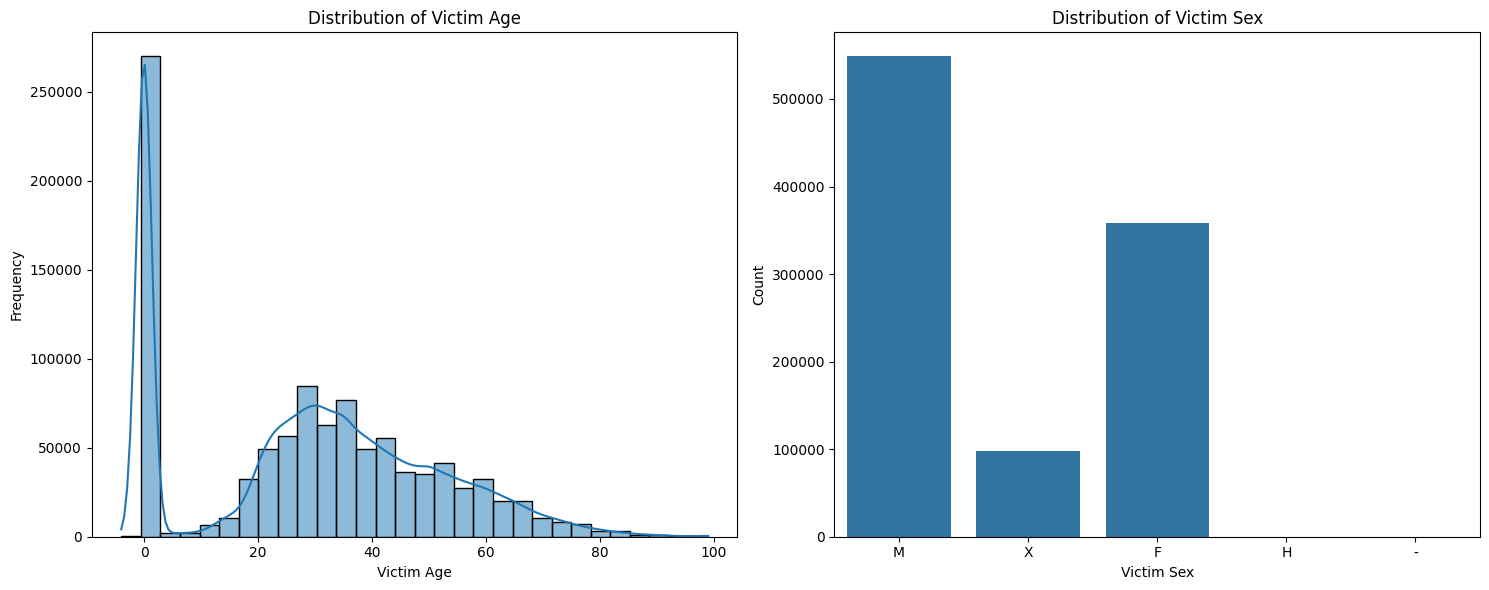 Distribution of Victim Age
250000
200000
150000
100000
50000
0
Frequency
0 20 40 60 80 100
Victim Age
Distribution of Victim Sex
500000
400000
300000
200000
100000
0
Count
M X F H -
Victim Sex